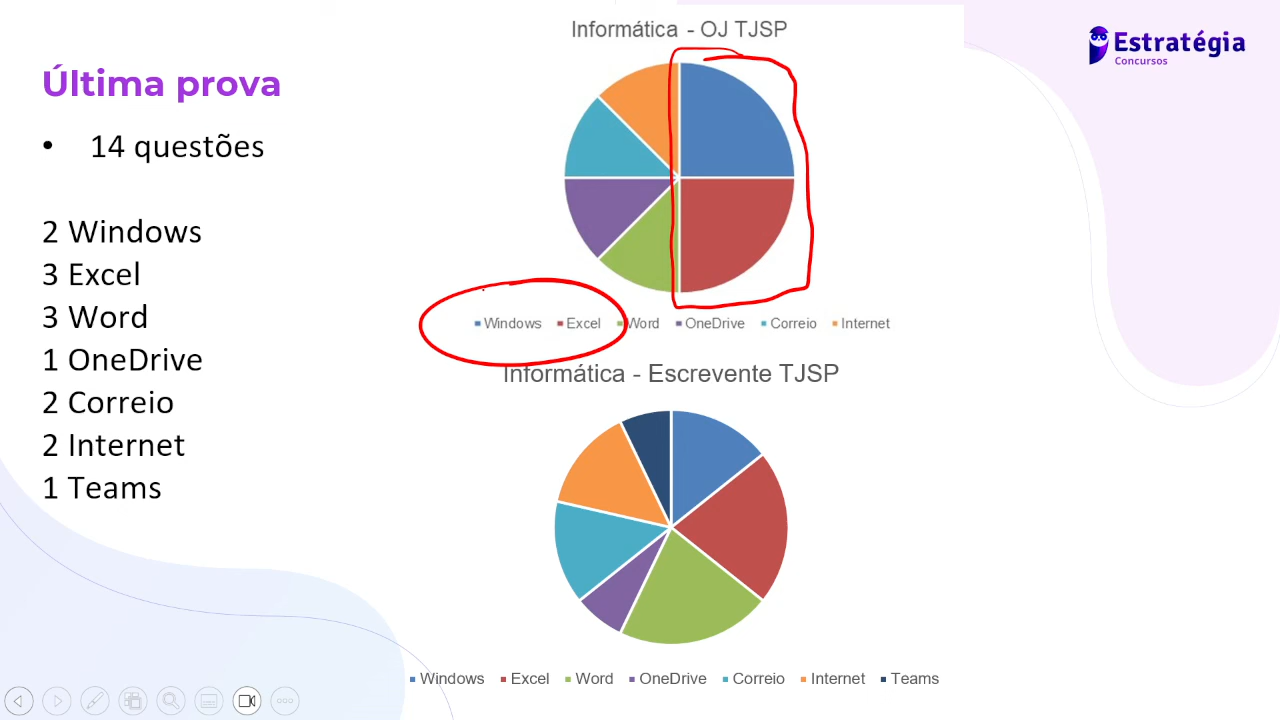 Informática - OJ TJSP
Estratégia
Concursos
Última prova
• 14 questões
2 Windows
3 Excel
3 Word
1 OneDrive
2 Correio
2 Internet
1 Teams
Windows Excel Word OneDrive Correio Internet
Informática - Escrevente TJSP
Windows Excel Word OneDrive Correio Internet Teams